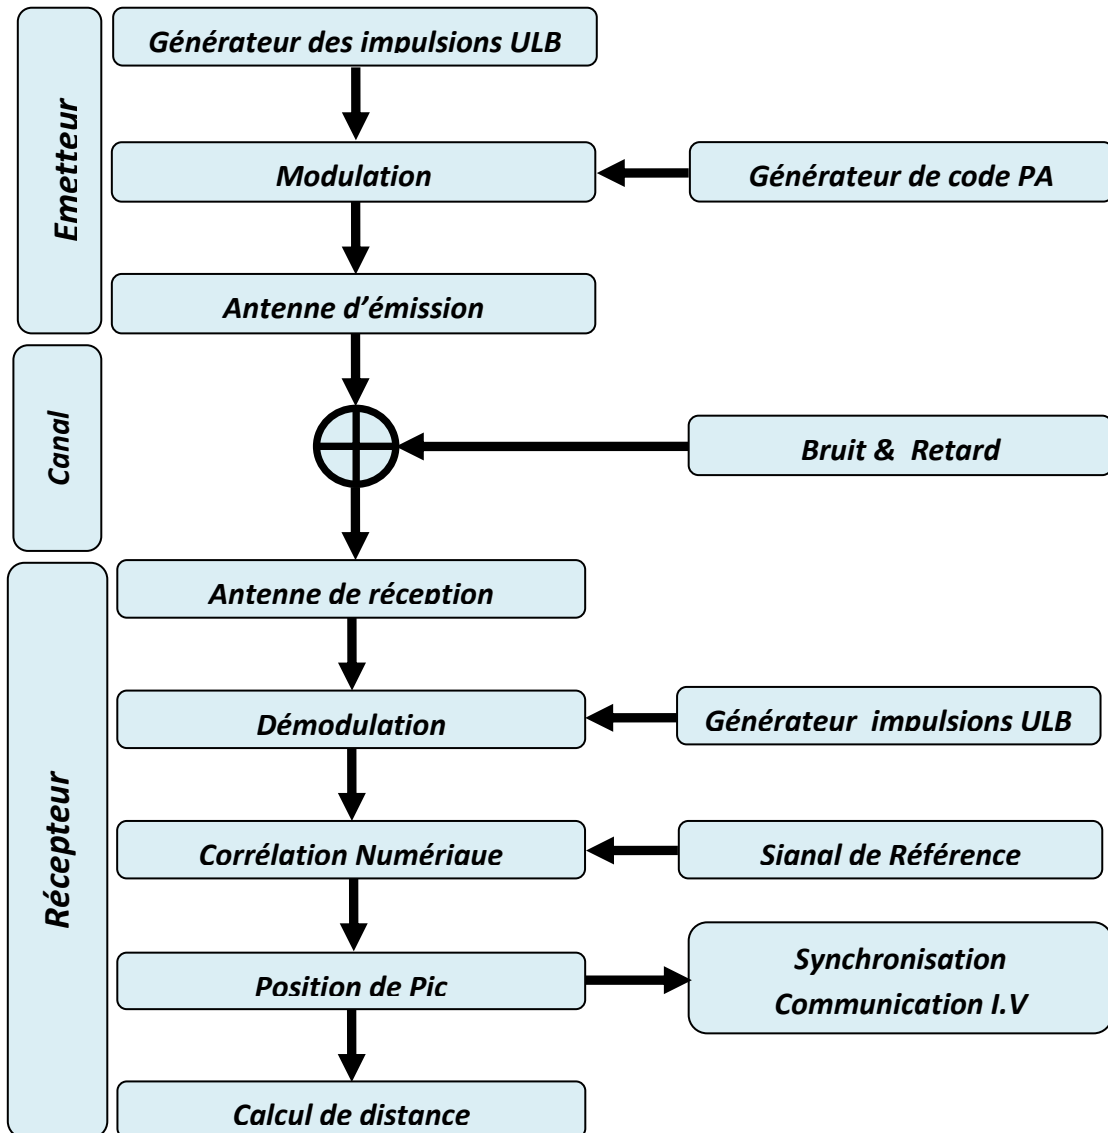 Générateur des impulsions ULB
Emetteur
Modulation
Générateur de code PA
Antenne d'émission
Canal
Bruit & Retard
Antenne de réception
Récepteur
Démodulation
Générateur impulsions ULB
Corrélation Numérique
Signal de Référence
Position de Pic
Synchronisation
Communication I.V
Calcul de distance